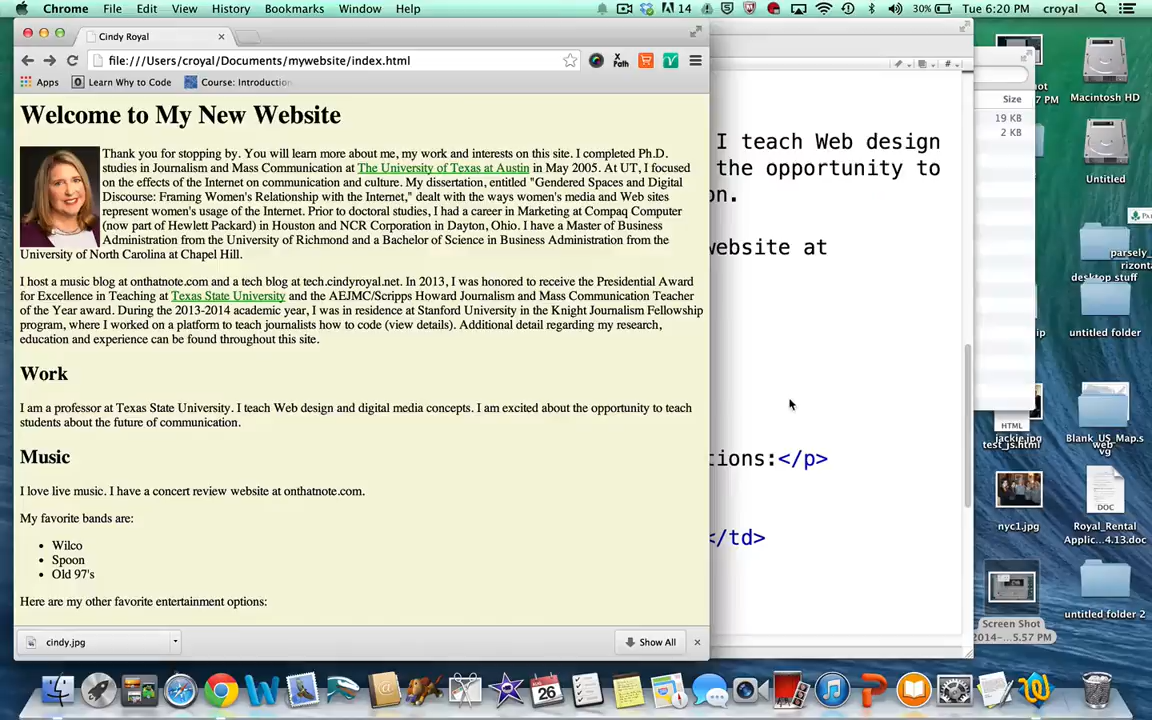 Chrome File Edit View History Bookmarks Window Help
14 30% Tue 6:20 PM croyal
Cindy Royal
file:///Users/croyal/Documents/mywebsite/index.html
Apps Learn Why to Code Course: Introduction
Welcome to My New Website
Thank you for stopping by. You will learn more about me, my work and interests on this site. I completed Ph.D.
studies in Journalism and Mass Communication at The University of Texas at Austin in May 2005. At UT, I focused
on the effects of the Internet on communication and culture. My dissertation, entitled "Gendered Spaces and Digital
Discourse: Framing Women's Relationship with the Internet," dealt with the ways women's media and Web sites
represent women's usage of the Internet. Prior to doctoral studies, I had a career in Marketing at Compaq Computer
(now part of Hewlett Packard) in Houston and NCR Corporation in Dayton, Ohio. I have a Master of Business
Administration from the University of Richmond and a Bachelor of Science in Business Administration from the
University of North Carolina at Chapel Hill.
I host a music blog at onthatnote.com and a tech blog at tech.cindyroyal.net. In 2013, I was honored to receive the Presidential Award
for Excellence in Teaching at Texas State University and the AEJMC/Scripps Howard Journalism and Mass Communication Teacher
of the Year award. During the 2013-2014 academic year, I was in residence at Stanford University in the Knight Journalism Fellowship
program, where I worked on a platform to teach journalists how to code (view details). Additional detail regarding my research,
education and experience can be found throughout this site.
Work
I am a professor at Texas State University. I teach Web design and digital media concepts. I am excited about the opportunity to teach
students about the future of communication.
Music
I love live music. I have a concert review website at onthatnote.com.
My favorite bands are:
Wilco
Spoon
Old 97's
Here are my other favorite entertainment options:
cindy.jpg
Show All
I teach Web design
the opportunity to
on.
website at
tions:</p>
</td>
Size
19 KB
2 KB
7 PM
Macintosh HD
Untitled
parsely_
rizonta
desktop stuff
untitled folder
HTML
jackie.jpg
test_js.html
Blank_US_Map.s
vg
web
nyc1.jpg
DOC
Royal_Rental
Applic...4.13.doc
Screen Shot
2014-...5.57 PM
untitled folder 2
26